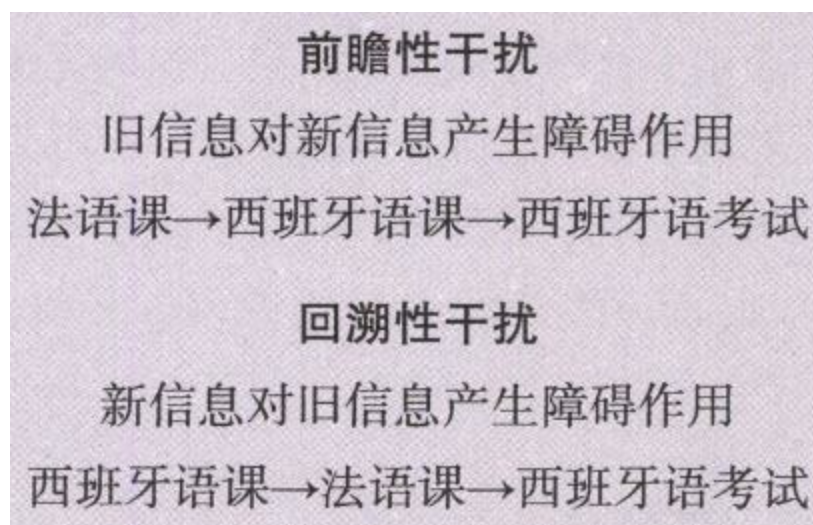 前瞻性干扰
旧信息对新信息产生障碍作用
法语课→西班牙语课→西班牙语考试
回溯性干扰
新信息对旧信息产生障碍作用
西班牙语课→法语课→西班牙语考试